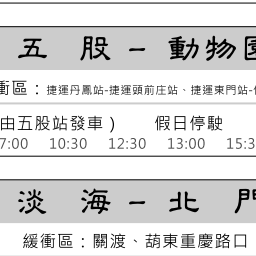 五 股 - 動物園
衝區：捷運丹鳳站-捷運頭前庄站、捷運東門站-
由五股站發車） 假日停駛
7:00 10:30 12:30 13:00 15:3
淡 海 - 北 門
緩衝區：關渡、葫東重慶路口